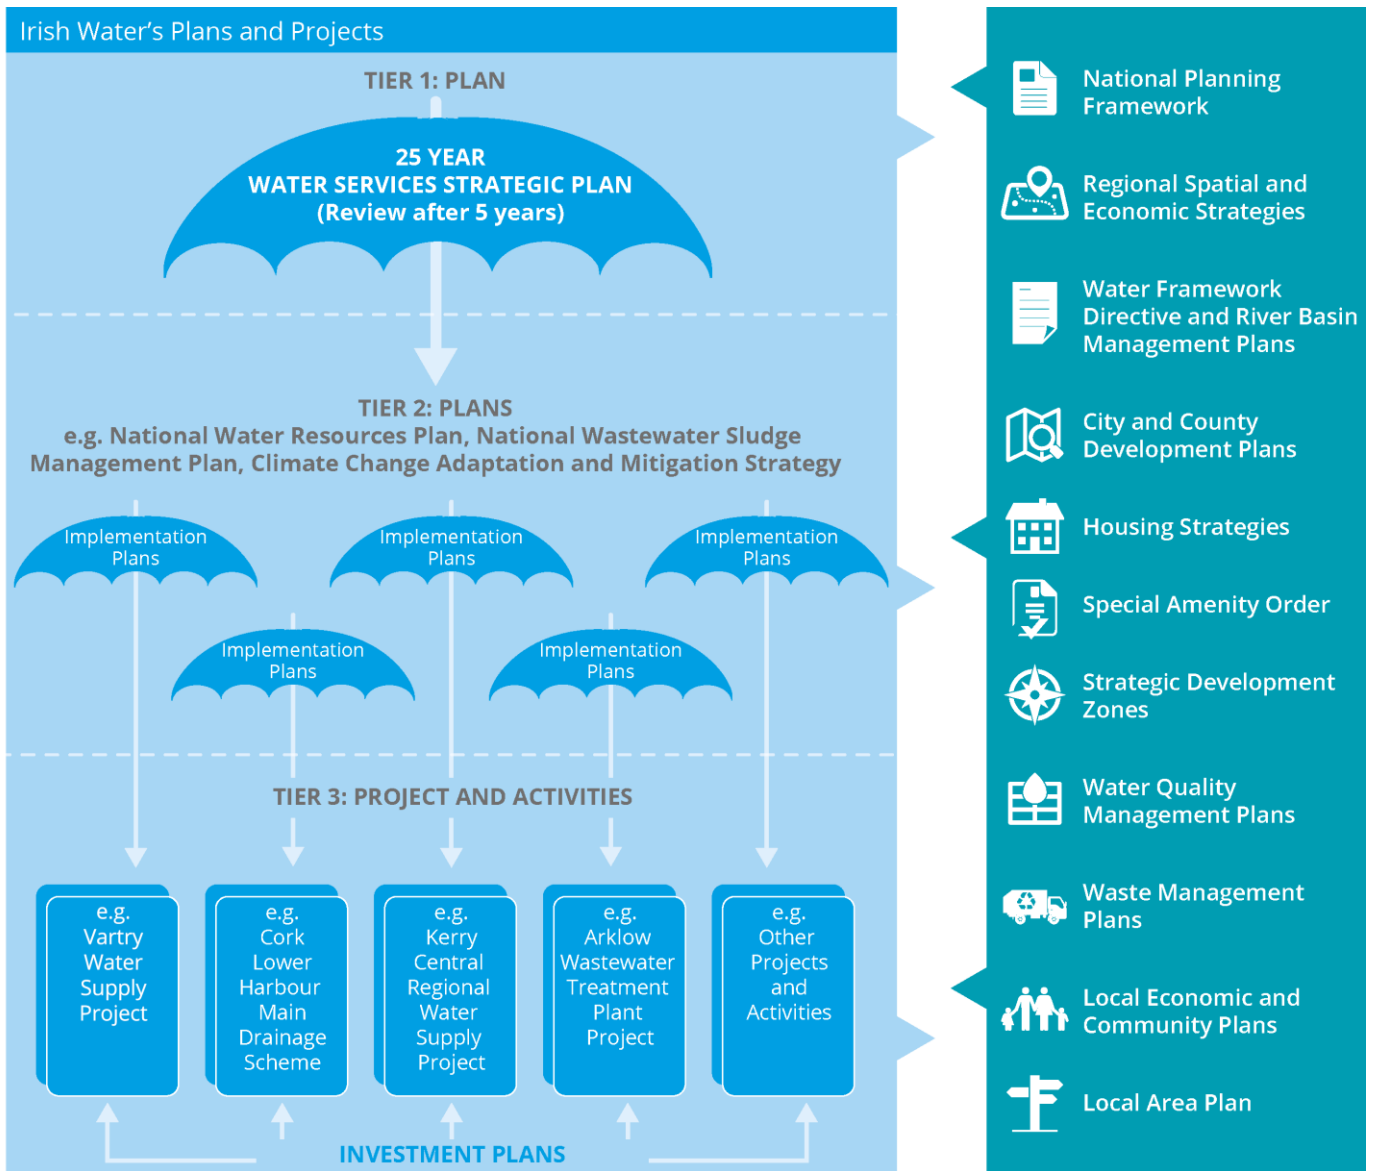 Irish Water’s Plans and Projects
TIER 1: PLAN
25 YEAR
WATER SERVICES STRATEGIC PLAN
(Review after 5 years)
TIER 2: PLANS
e.g. National Water Resources Plan, National Wastewater Sludge
Management Plan, Climate Change Adaptation and Mitigation Strategy
Implementation
Plans
Implementation
Plans
Implementation
Plans
Implementation
Plans
Implementation
Plans
TIER 3: PROJECT AND ACTIVITIES
e.g.
Vartry
Water
Supply
Project
e.g.
Cork
Lower
Harbour
Main
Drainage
Scheme
e.g.
Kerry
Central
Regional
Water
Supply
Project
e.g.
Arklow
Wastewater
Treatment
Plant
Project
e.g.
Other
Projects
and
Activities
INVESTMENT PLANS
National Planning
Framework
Regional Spatial and
Economic Strategies
Water Framework
Directive and River Basin
Management Plans
City and County
Development Plans
Housing Strategies
Special Amenity Order
Strategic Development
Zones
Water Quality
Management Plans
Waste Management
Plans
Local Economic and
Community Plans
Local Area Plan